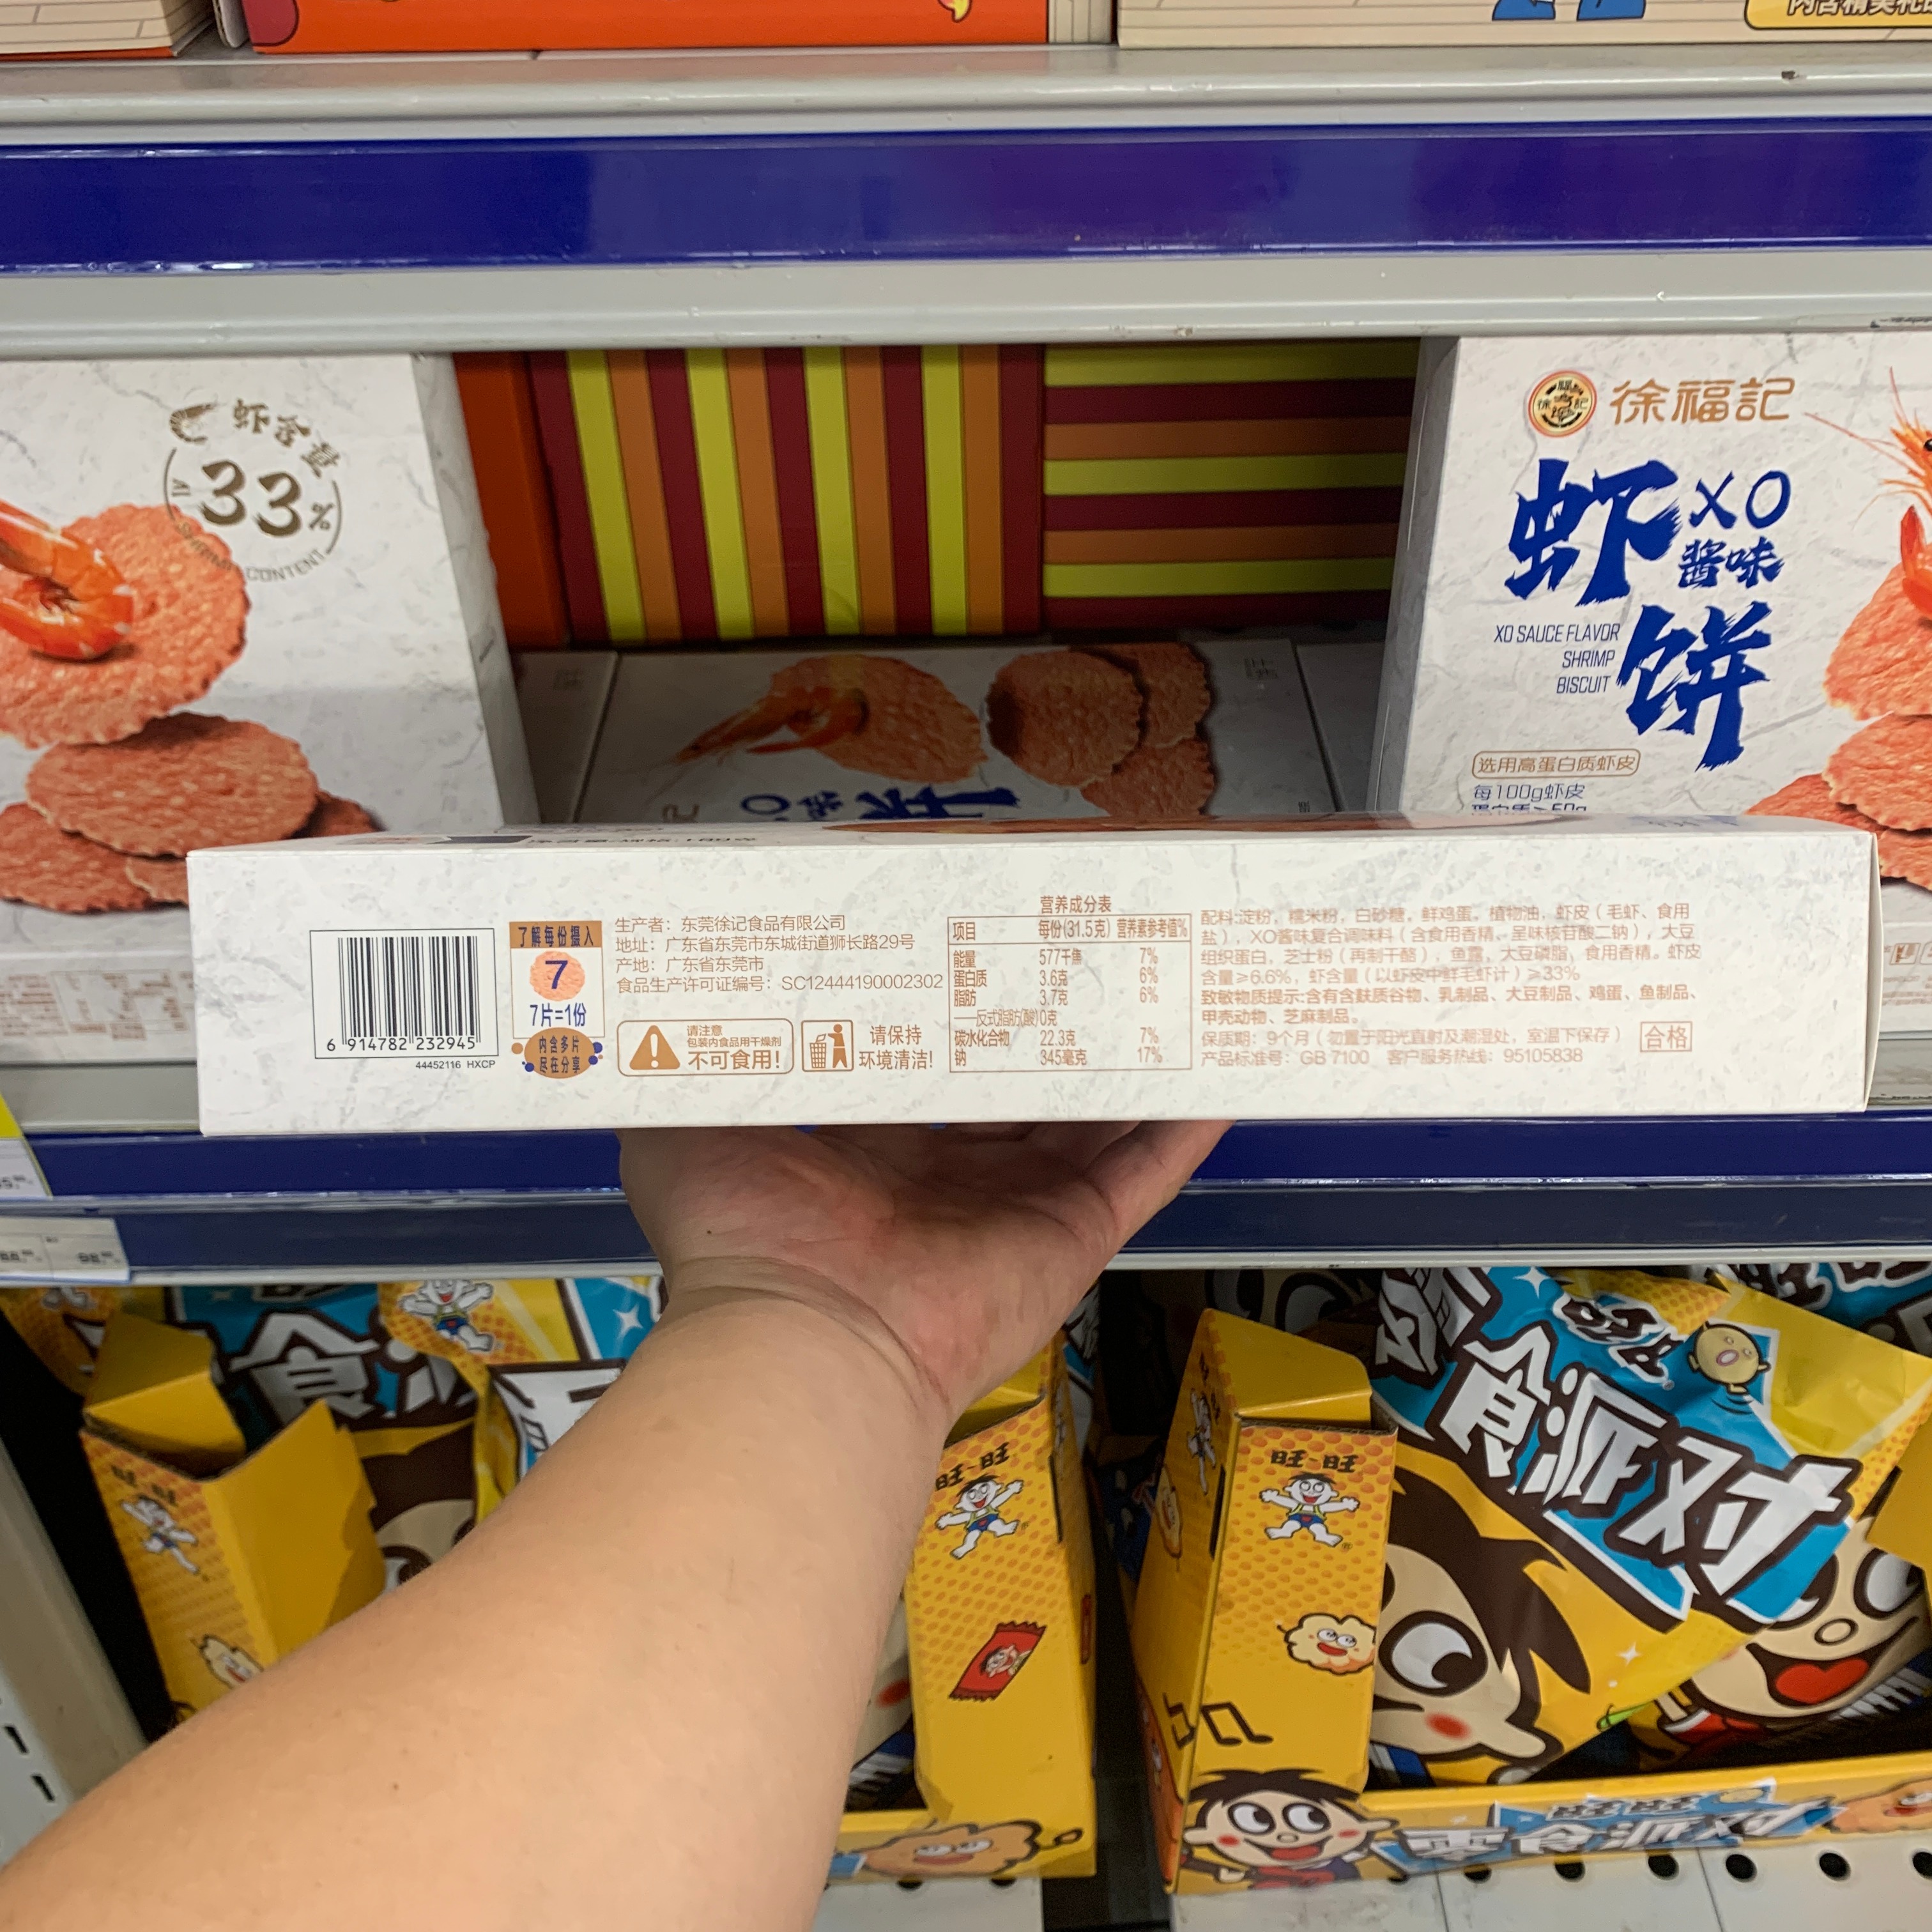 虾含量
≥33%
SHRIMP CONTENT
徐福記
虾
XO
酱味
饼
XO SAUCE FLAVOR
SHRIMP
BISCUIT
选用高蛋白质虾皮
每100g虾皮
6 914782 232945
44452116 HXCP
了解每份摄入
7
7片=1份
内含多片
尽在分享
生产者：东莞徐记食品有限公司
地址：广东省东莞市东城街道狮长路29号
产地：广东省东莞市
食品生产许可证编号：SC12444190002302
请注意
包装内食品用干燥剂
不可食用！
请保持
环境清洁！
营养成分表
项目 每份(31.5克) 营养素参考值%
能量 577千焦 7%
蛋白质 3.6克 6%
脂肪 3.7克 6%
——反式脂肪(酸) 0克
碳水化合物 22.3克 7%
钠 345毫克 17%
配料:淀粉，糯米粉，白砂糖，鲜鸡蛋，植物油，虾皮（毛虾、食用
盐），XO酱味复合调味料（含食用香精、呈味核苷酸二钠），大豆
组织蛋白，芝士粉（再制干酪），鱼露，大豆磷脂，食用香精。虾皮
含量≥6.6%，虾含量（以虾皮中鲜毛虾计）≥33%
致敏物质提示:含有含麸质谷物、乳制品、大豆制品、鸡蛋、鱼制品、
甲壳动物、芝麻制品。
保质期：9个月（勿置于阳光直射及潮湿处，室温下保存）
产品标准号：GB 7100 客户服务热线：95105838
合格
旺-旺
旺-旺
旺-旺